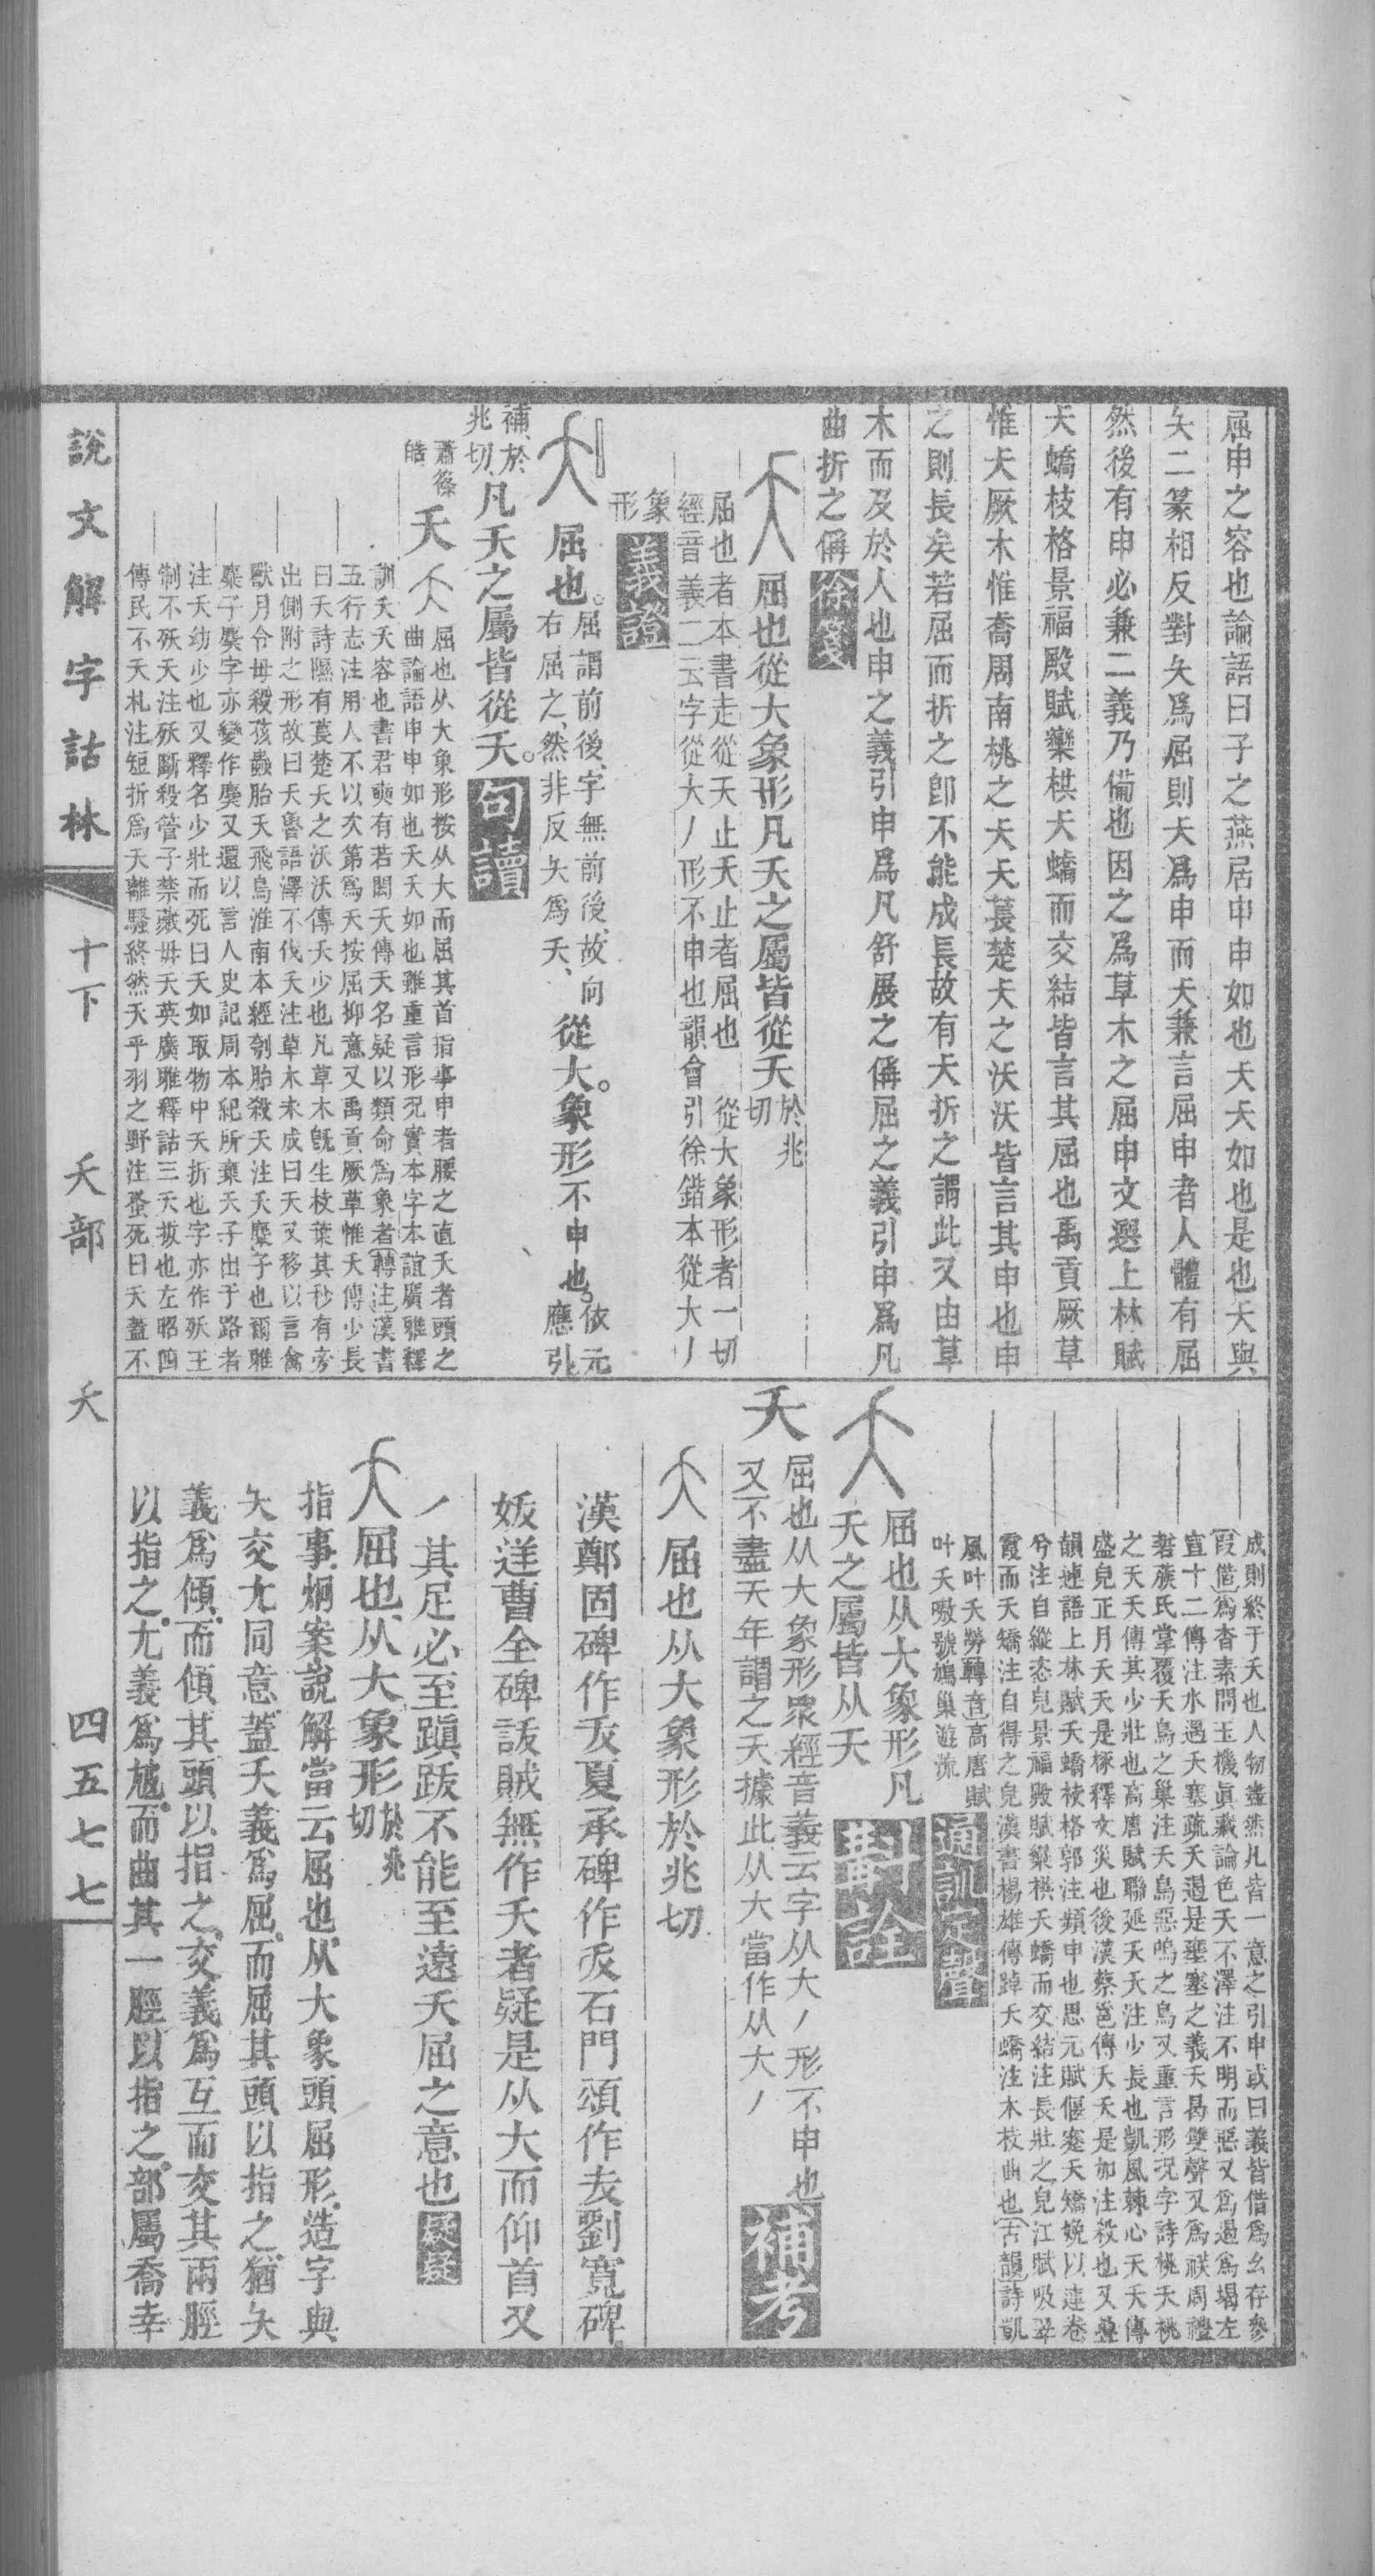 屈申之容也論語曰子之燕居申申如也夭夭如也是也夭與
夨二篆相反對夨爲屈則夭爲申而夭兼言屈申者人體有屈
然後有申必兼二義乃備也因之爲草木之屈申文選上林賦
夭蟜枝格景福殿賦欒栱夭蟜而交結皆言其屈也禹貢厥草
惟夭厥木惟喬周南桃之夭夭萇楚夭之沃沃皆言其申也申
之則長矣若屈而折之卽不能成長故有夭折之謂此又由草
木而及於人也申之義引申爲凡舒展之偁屈之義引申爲凡
曲折之偁徐箋
屈也從大象形凡夭之屬皆從夭於兆切
屈也者本書走從夭止夭止者屈也　從大象形者一切
經音義二云字從大丿形不申也韻會引徐鍇本從大丿
象形義證
屈也。屈謂前後、字無前後、故向右屈之、然非反夨爲夭、從大。象形不申也。依元應引
補、於兆切、凡夭之屬皆從夭。句讀
蕭篠皓
夭　屈也从大象形按从大而屈其首指事申者腰之直夭者頭之
曲論語申申如也夭夭如也雖重言形況實本字本誼廣雅釋
訓夭夭容也書君奭有若閎夭傳夭名疑以類命爲象者轉注漢書
五行志注用人不以次第爲夭按屈抑意又禹貢厥草惟夭傳少長
曰夭詩隰有萇楚夭之沃沃傳夭少也凡草木旣生枝葉其杪有旁
出側附之形故曰夭魯語澤不伐夭注草木未成曰夭又移以言禽
獸月令毋殺孩蟲胎夭飛鳥淮南本經刳胎殺夭注夭麋子也爾雅
麋子麌字亦變作麇又還以言人史記周本紀所棄夭子出于路者
注夭幼少也又釋名少壯而死曰夭如取物中夭折也字亦作殀王
制不殀夭注殀斷殺管子禁藏毋夭英廣雅釋詁三夭拔也左昭四
傳民不夭札注短折爲夭離騷終然夭乎羽之野注蚤死曰夭蓋不
成則終于夭也人物盡然凡皆一意之引申或曰義皆借爲幺存參
假借爲杳素問玉機眞藏論色夭不澤注不明而惡又爲遏爲堨左
宣十二傳注水遇夭塞疏夭遏是壅塞之義夭曷雙聲又爲祅周禮
硩蔟氏掌覆夭鳥之巢注夭鳥惡鳴之鳥又重言形況字詩桃夭桃
之夭夭傳其少壯也高唐賦聯延夭夭注少長也凱風棘心夭夭傳
盛皃正月夭夭是椓釋文災也後漢蔡邕傳夭夭是加注殺也又疊
韻連語上林賦夭蟜枝格郭注頻申也思元賦偃蹇夭矯娩以連卷
兮注自縱恣皃景福殿賦欒栱夭蟜而交結注長壯之皃江賦吸翠
霞而夭矯注自得之皃漢書楊雄傳踔夭蟜注木枝曲也古韻詩凱
風叶夭勞轉音高唐賦叶夭嗷號鳩巢遊流通訓定聲
屈也从大象形凡夭之屬皆从夭斠詮
夭　屈也从大象形眾經音義云字从大丿形不申也
又不盡天年謂之夭據此从大當作从大丿　補考
屈也从大象形於兆切
漢鄭固碑作夭夏承碑作夭石門頌作夭劉寬碑
妭送曹全碑詙賊無作夭者疑是从大而仰首又
丿其足必至蹎跋不能至遠夭屈之意也
屈也从大象形於兆切
指事炯案說解當云屈也从大象頭屈形造字與
夨交尢同意蓋夭義爲屈而屈其頭以指之猶夨
義爲傾而傾其頭以指之交義爲互而交其兩脛
以指之尢義爲尳而曲其一脛以指之部屬喬幸
說文解字詁林　十下　夭部　夭　四五七七